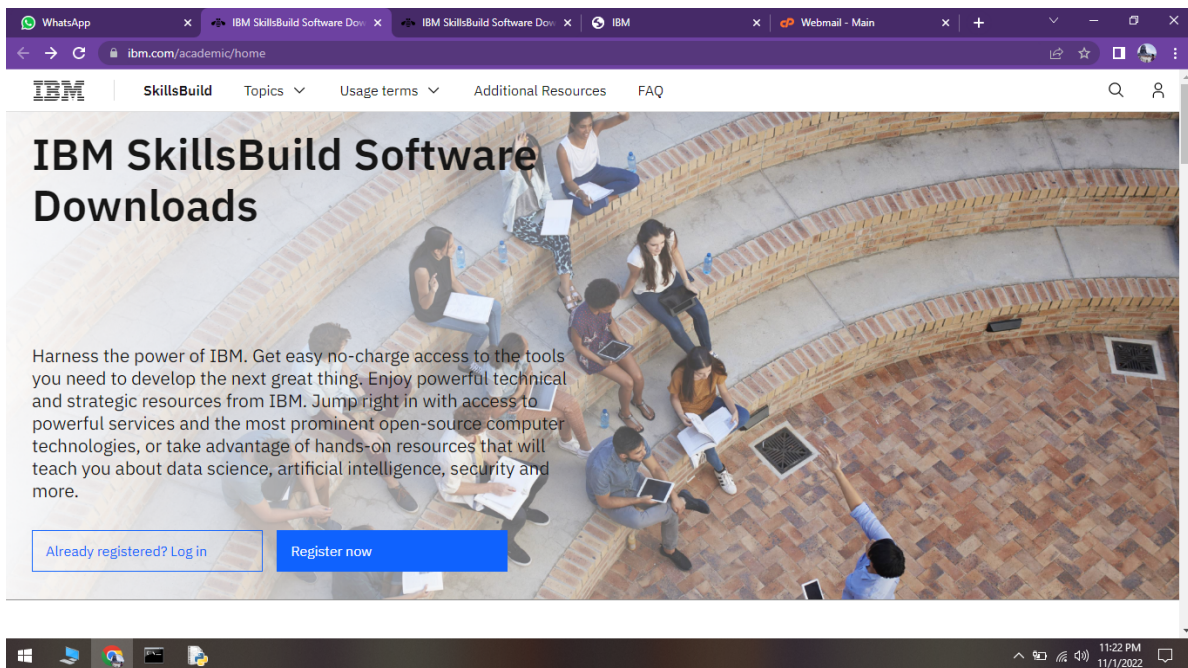 WhatsApp
IBM SkillsBuild Software Dow
IBM SkillsBuild Software Dow
IBM
Webmail - Main
ibm.com/academic/home
IBM
SkillsBuild
Topics
Usage terms
Additional Resources
FAQ
IBM SkillsBuild Software
Downloads
Harness the power of IBM. Get easy no-charge access to the tools
you need to develop the next great thing. Enjoy powerful technical
and strategic resources from IBM. Jump right in with access to
powerful services and the most prominent open-source computer
technologies, or take advantage of hands-on resources that will
teach you about data science, artificial intelligence, security and
more.
Already registered? Log in
Register now
11:22 PM
11/1/2022